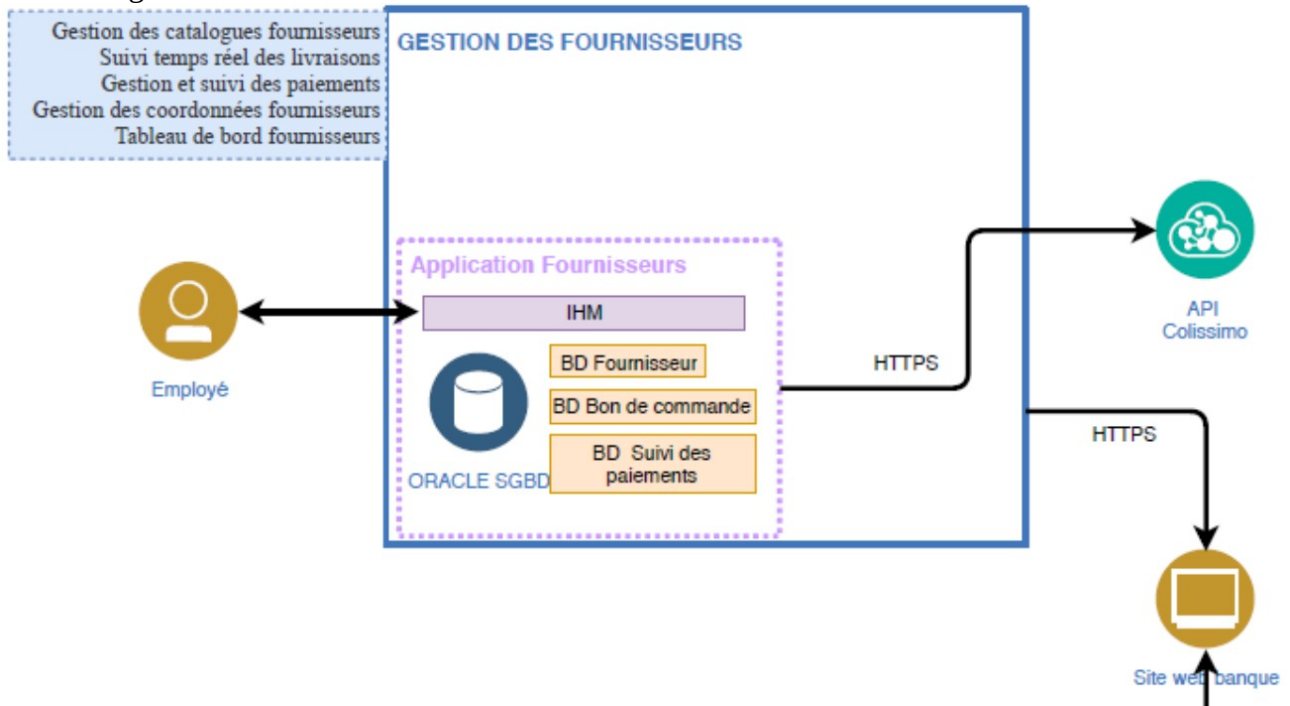 Gestion des catalogues fournisseurs
Suivi temps réel des livraisons
Gestion et suivi des paiements
Gestion des coordonnées fournisseurs
Tableau de bord fournisseurs
GESTION DES FOURNISSEURS
Application Fournisseurs
IHM
BD Fournisseur
BD Bon de commande
BD Suivi des
paiements
ORACLE SGBD
Employé
HTTPS
API
Colissimo
HTTPS
Site web banque